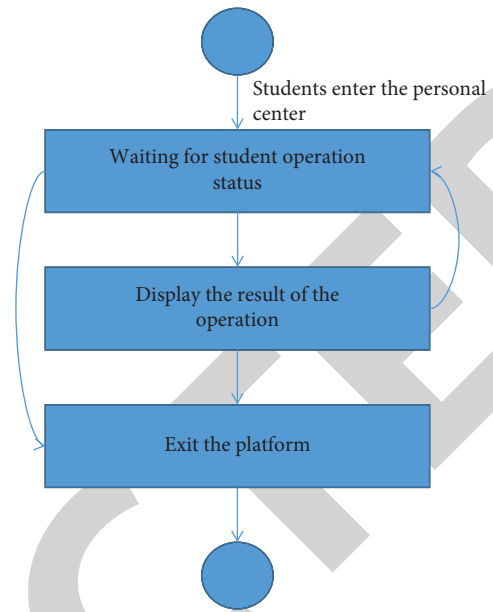 Students enter the personal
center
Waiting for student operation
status
Display the result of the
operation
Exit the platform